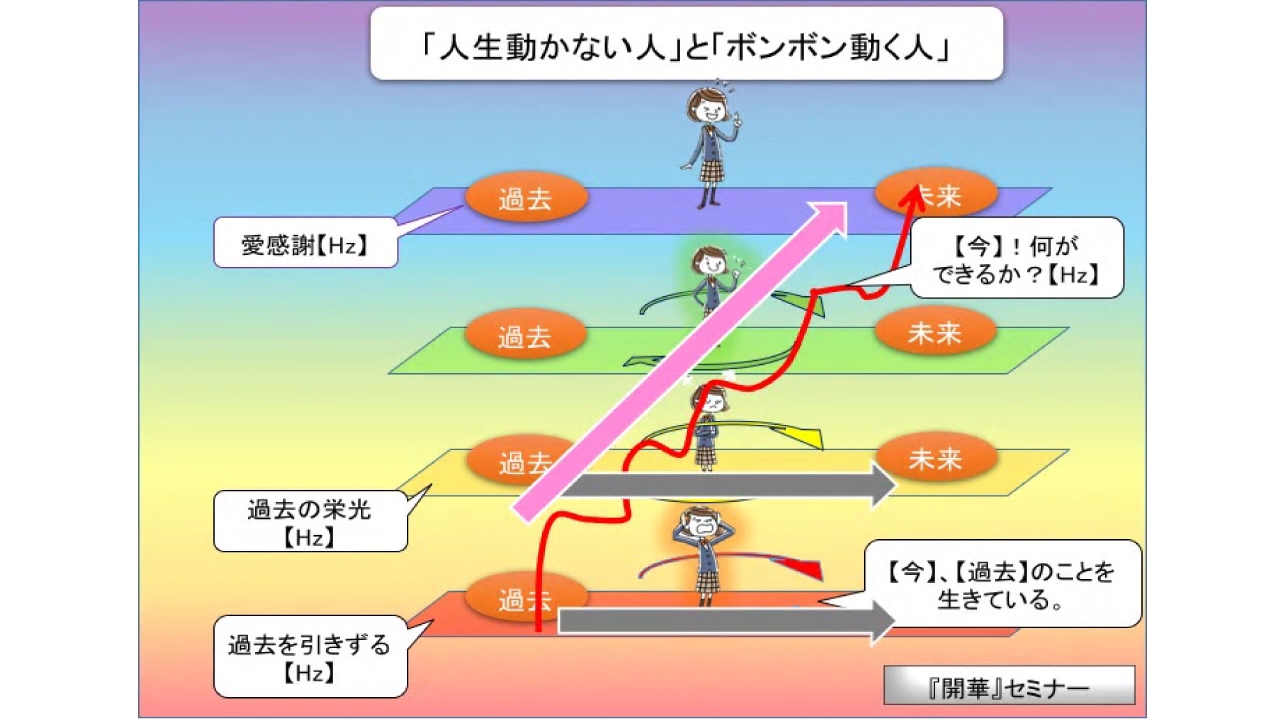 「人生動かない人」と「ボンボン動く人」
過去
未来
愛感謝【Hz】
【今】！何が
できるか？【Hz】
過去
未来
過去
未来
過去の栄光
【Hz】
【今】、【過去】のことを
生きている。
過去
過去を引きずる
【Hz】
『開華』セミナー